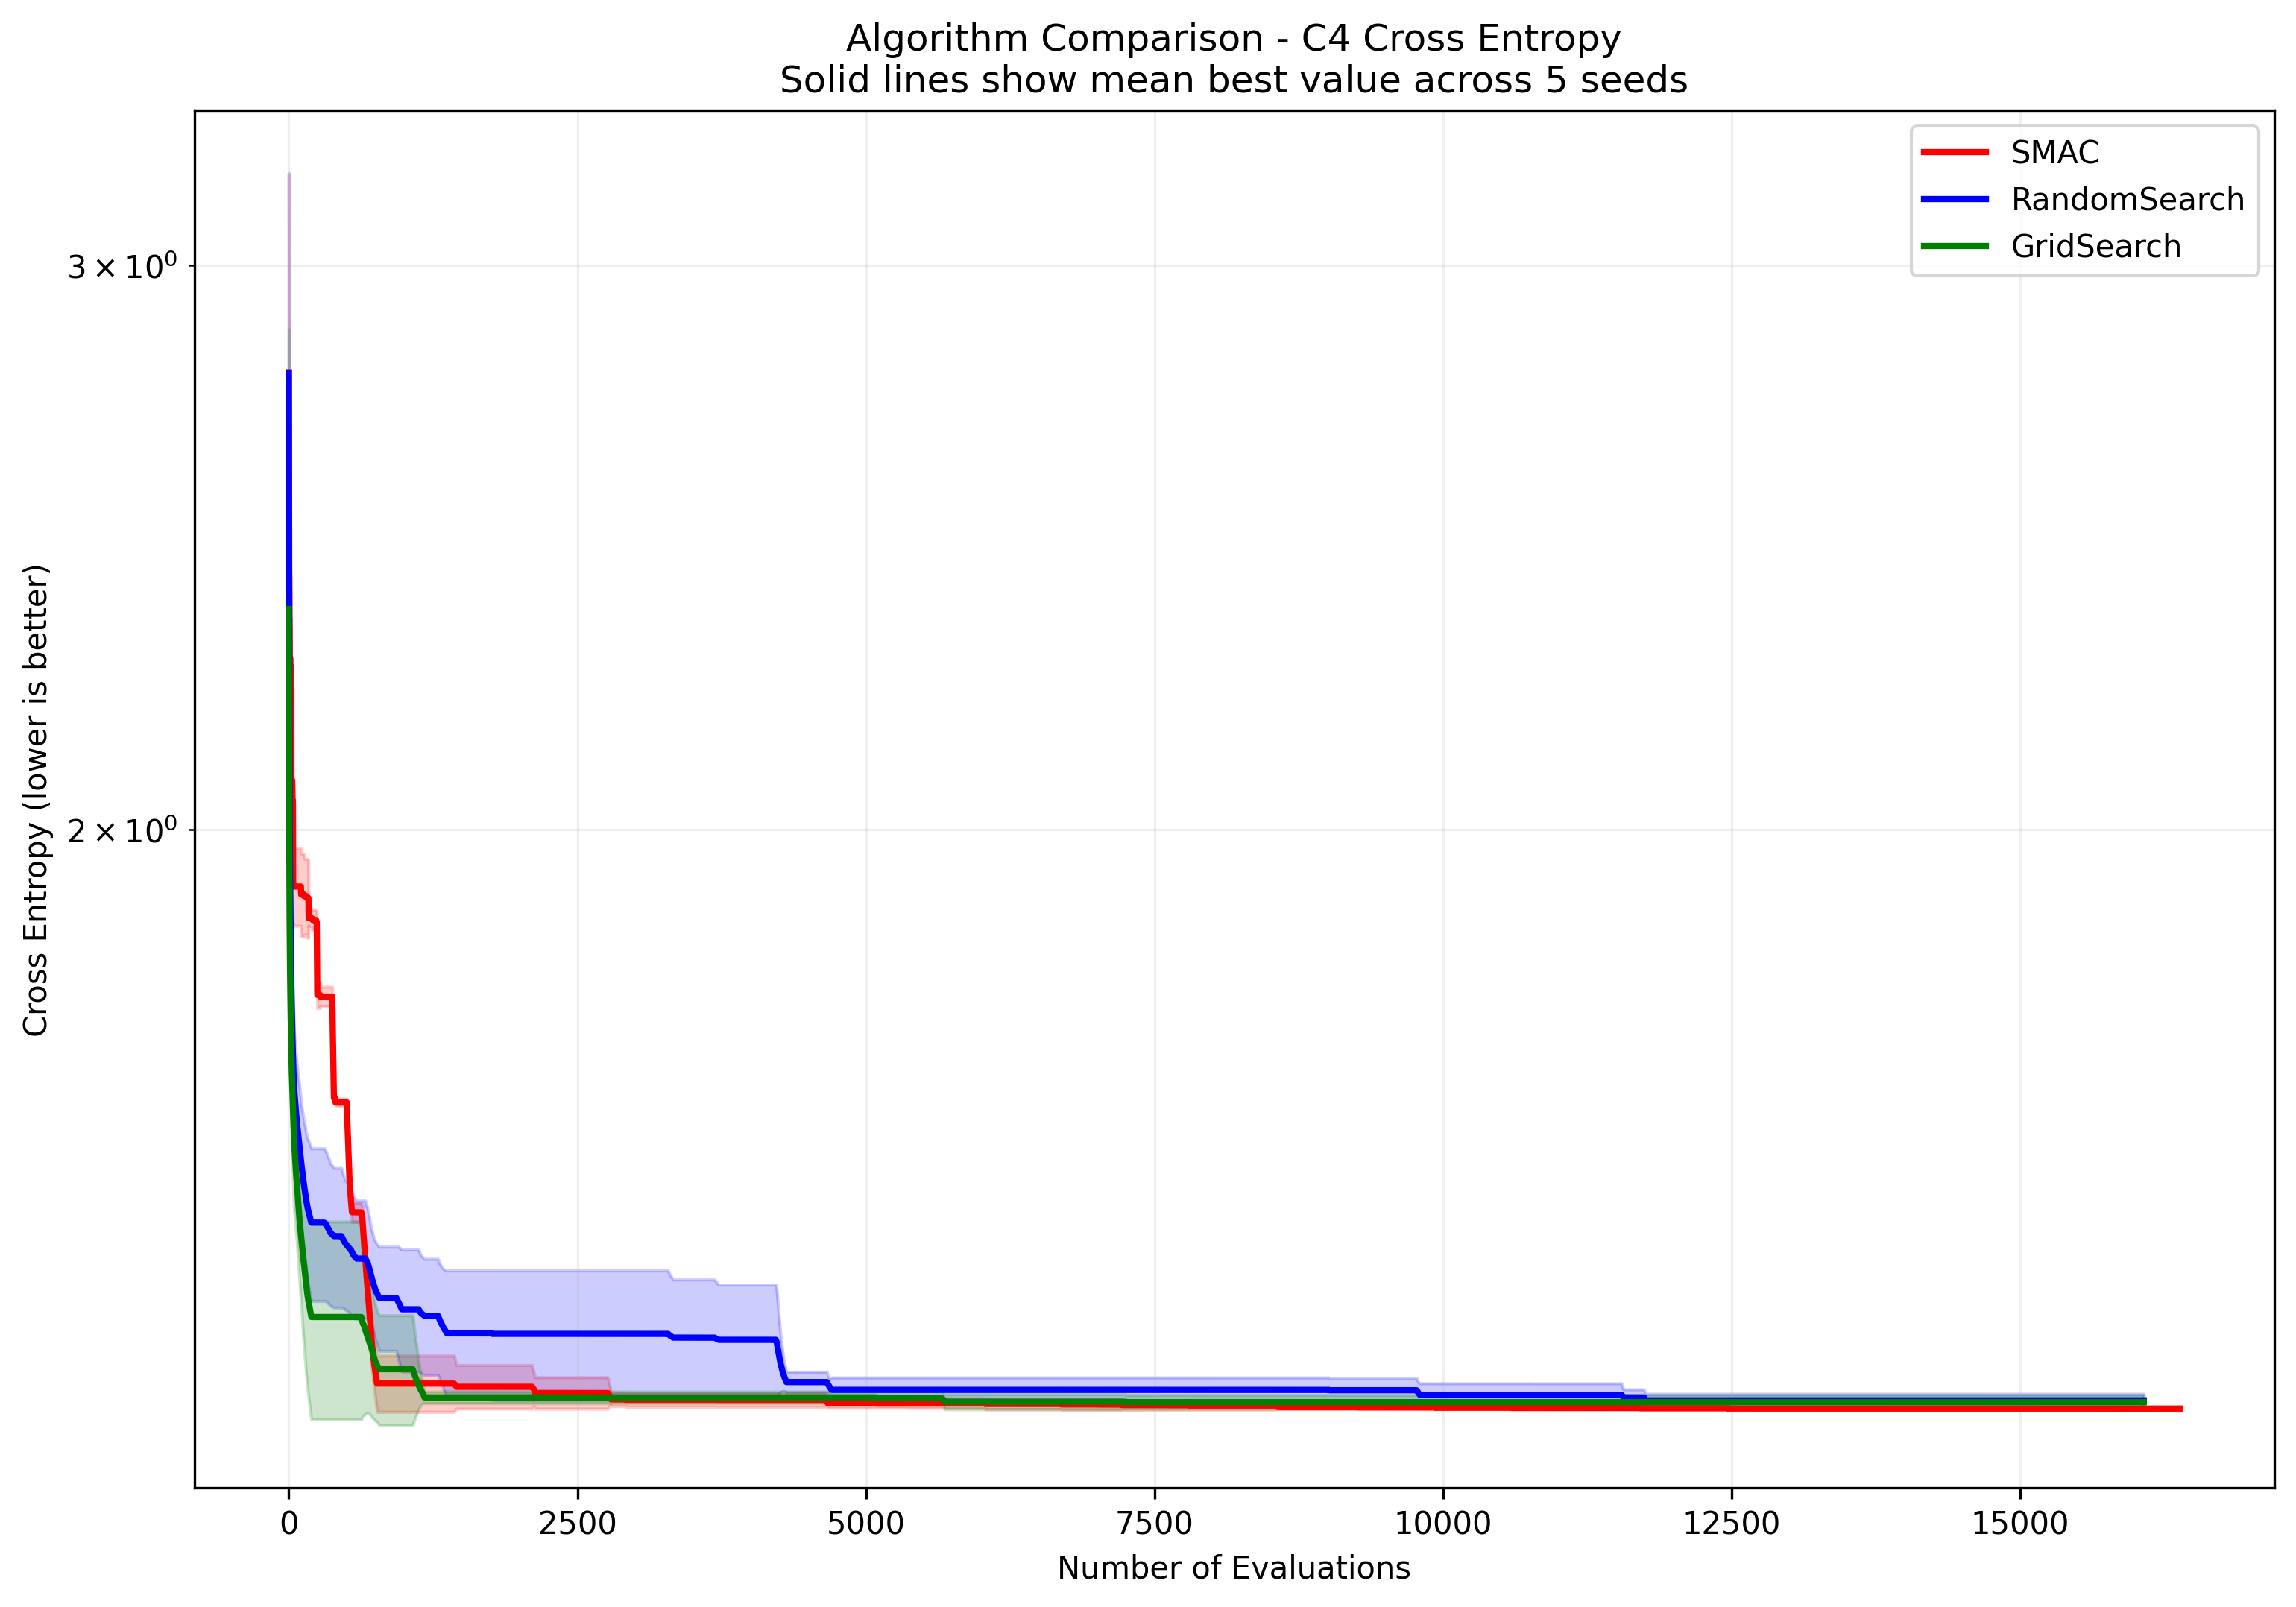 Algorithm Comparison - C4 Cross Entropy
Solid lines show mean best value across 5 seeds
SMAC
RandomSearch
GridSearch
3 × 10⁰
2 × 10⁰
Cross Entropy (lower is better)
0 2500 5000 7500 10000 12500 15000
Number of Evaluations